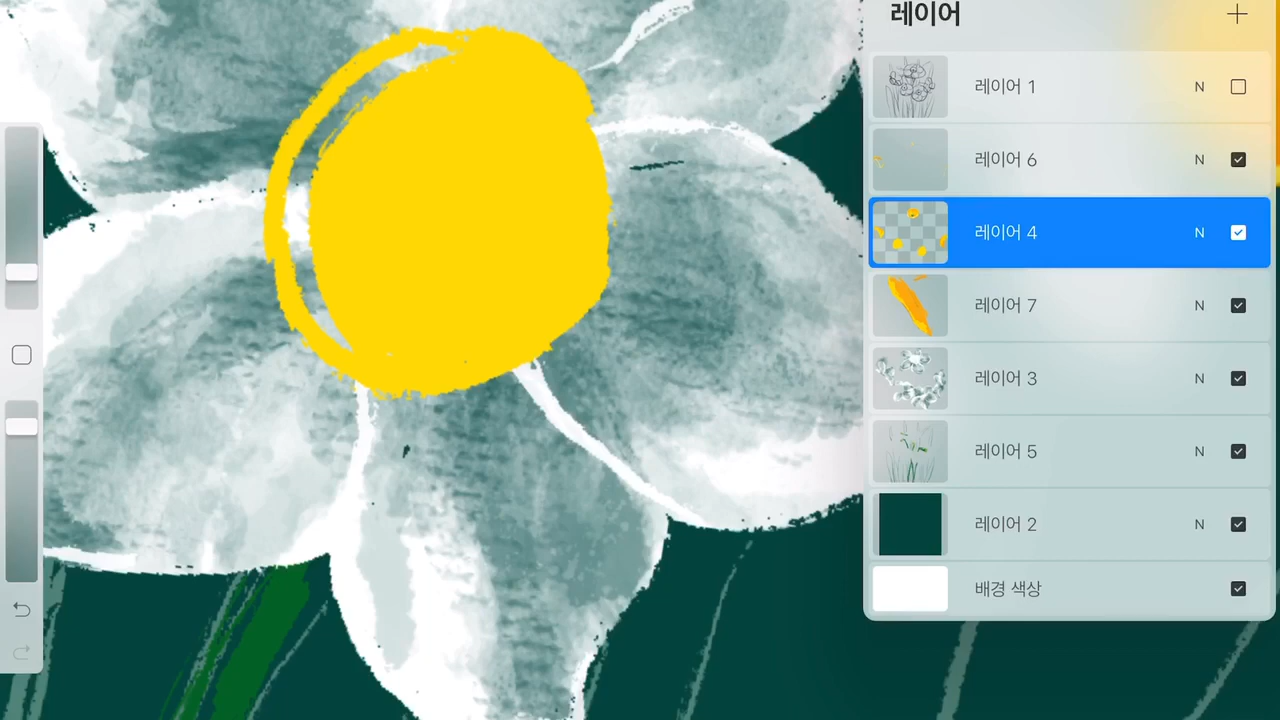 레이어
레이어 1 N
레이어 6 N
레이어 4 N
레이어 7 N
레이어 3 N
레이어 5 N
레이어 2 N
배경 색상